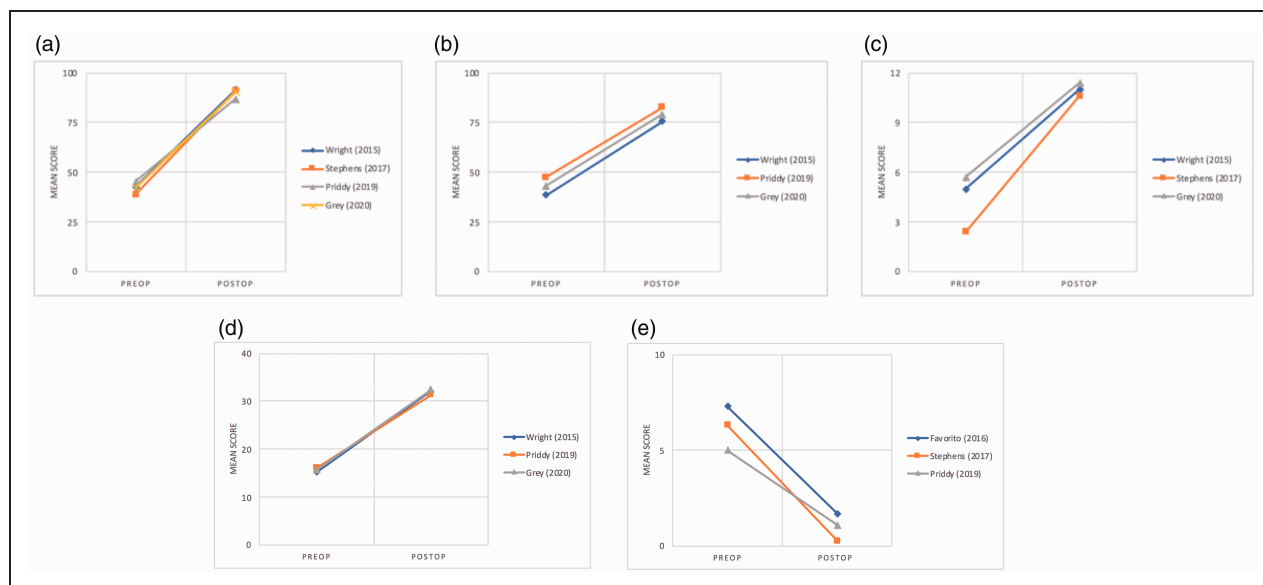 (a)
100
75
50
25
0
MEAN SCORE
PREOP
POSTOP
Wright (2015)
Stephens (2017)
Priddy (2019)
Grey (2020)
(b)
100
75
50
25
0
MEAN SCORE
PREOP
POSTOP
Wright (2015)
Priddy (2019)
Grey (2020)
(c)
12
9
6
3
0
MEAN SCORE
PREOP
POSTOP
Wright (2015)
Stephens (2017)
Grey (2020)
(d)
40
30
20
10
0
MEAN SCORE
PREOP
POSTOP
Wright (2015)
Priddy (2019)
Grey (2020)
(e)
10
5
0
MEAN SCORE
PREOP
POSTOP
Favorito (2016)
Stephens (2017)
Priddy (2019)